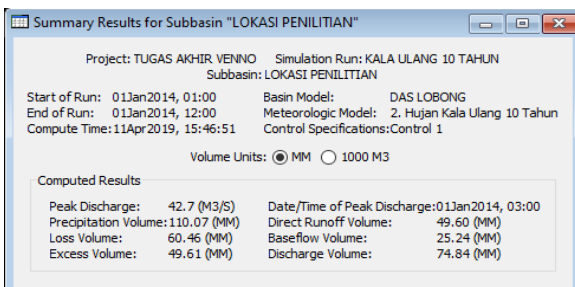 Summary Results for Subbasin "LOKASI PENILITIAN"
Project: TUGAS AKHIR VENNO Simulation Run: KALA ULANG 10 TAHUN
Subbasin: LOKASI PENILITIAN
Start of Run: 01Jan2014, 01:00 Basin Model: DAS LOBONG
End of Run: 01Jan2014, 12:00 Meteorologic Model: 2. Hujan Kala Ulang 10 Tahun
Compute Time:11Apr2019, 15:46:51 Control Specifications:Control 1
Volume Units: MM 1000 M3
Computed Results
Peak Discharge: 42.7 (M3/S) Date/Time of Peak Discharge:01Jan2014, 03:00
Precipitation Volume:110.07 (MM) Direct Runoff Volume: 49.60 (MM)
Loss Volume: 60.46 (MM) Baseflow Volume: 25.24 (MM)
Excess Volume: 49.61 (MM) Discharge Volume: 74.84 (MM)